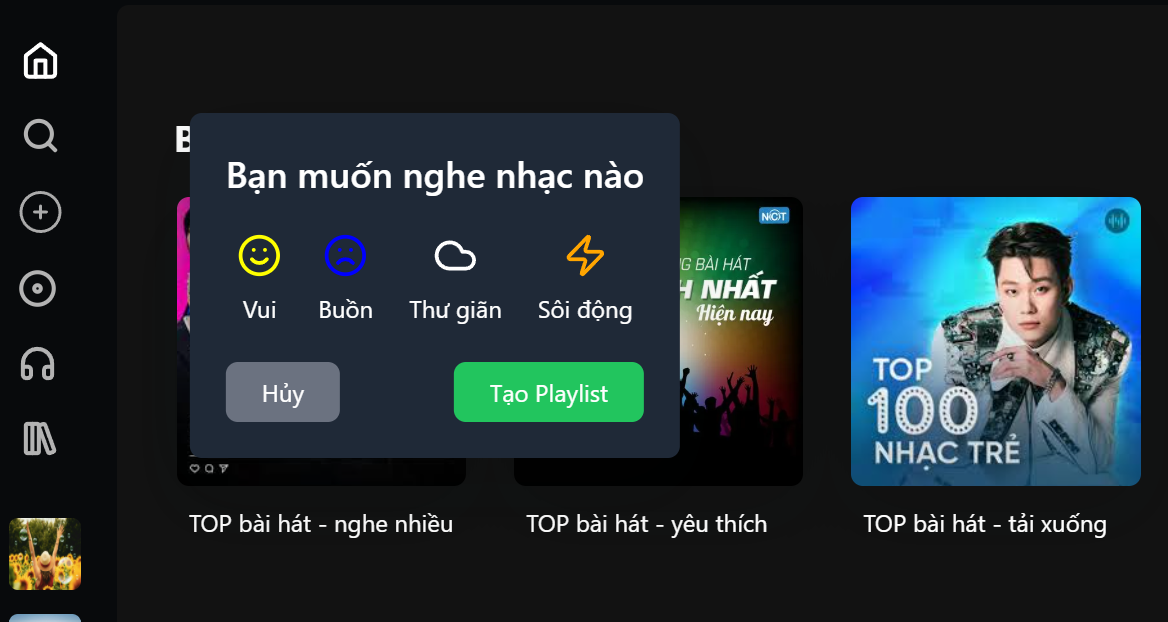 B
Bạn muốn nghe nhạc nào
Vui
Buồn
Thư giãn
Sôi động
Hủy
Tạo Playlist
NCT
NG BÀI HÁT
H NHẤT
Hiện nay
TOP
100
NHẠC TRẺ
TOP bài hát - nghe nhiều
TOP bài hát - yêu thích
TOP bài hát - tải xuống